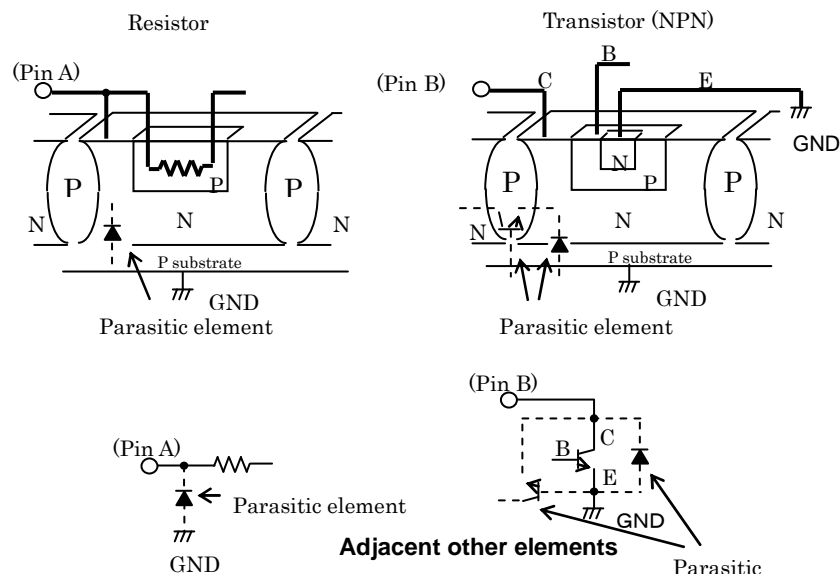 Resistor
Transistor (NPN)
(Pin A)
(Pin B)
C
B
E
GND
P
P
P
N
N
N
P substrate
GND
Parasitic element
P
N
P
P
N
N
N
P substrate
GND
Parasitic element
(Pin A)
Parasitic element
GND
(Pin B)
C
B
E
GND
Adjacent other elements
Parasitic